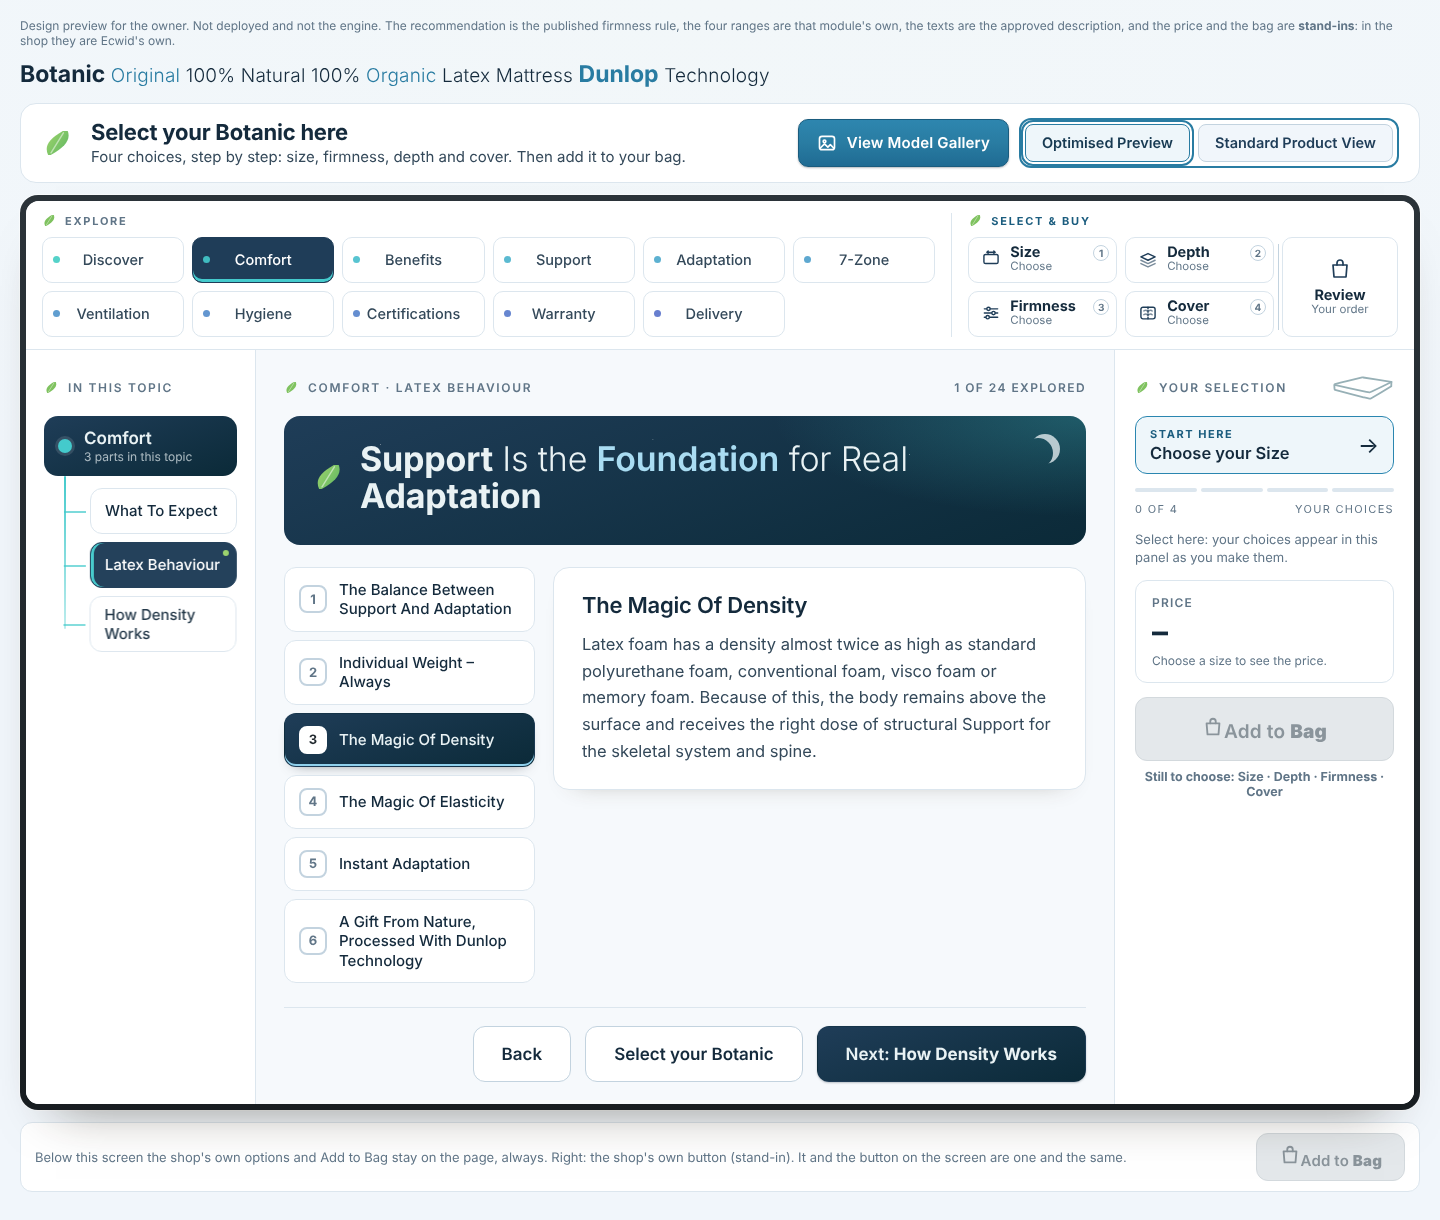 Design preview for the owner. Not deployed and not the engine. The recommendation is the published firmness rule, the four ranges are that module's own, the texts are the approved description, and the price and the bag are stand-ins: in the
shop they are Ecwid's own.
Botanic Original 100% Natural 100% Organic Latex Mattress Dunlop Technology
Select your Botanic here
Four choices, step by step: size, firmness, depth and cover. Then add it to your bag.
View Model Gallery
Optimised Preview
Standard Product View
EXPLORE
Discover
Comfort
Benefits
Support
Adaptation
7-Zone
Ventilation
Hygiene
Certifications
Warranty
Delivery
SELECT & BUY
Size
Choose
1
Depth
Choose
2
Firmness
Choose
3
Cover
Choose
4
Review
Your order
IN THIS TOPIC
Comfort
3 parts in this topic
What To Expect
Latex Behaviour
How Density
Works
COMFORT · LATEX BEHAVIOUR
1 OF 24 EXPLORED
Support Is the Foundation for Real
Adaptation
1
The Balance Between
Support And Adaptation
2
Individual Weight –
Always
3
The Magic Of Density
4
The Magic Of Elasticity
5
Instant Adaptation
6
A Gift From Nature,
Processed With Dunlop
Technology
The Magic Of Density
Latex foam has a density almost twice as high as standard
polyurethane foam, conventional foam, visco foam or
memory foam. Because of this, the body remains above the
surface and receives the right dose of structural Support for
the skeletal system and spine.
Back
Select your Botanic
Next: How Density Works
YOUR SELECTION
START HERE
Choose your Size
0 OF 4
YOUR CHOICES
Select here: your choices appear in this
panel as you make them.
PRICE
–
Choose a size to see the price.
Add to Bag
Still to choose: Size · Depth · Firmness ·
Cover
Below this screen the shop's own options and Add to Bag stay on the page, always. Right: the shop's own button (stand-in). It and the button on the screen are one and the same.
Add to Bag